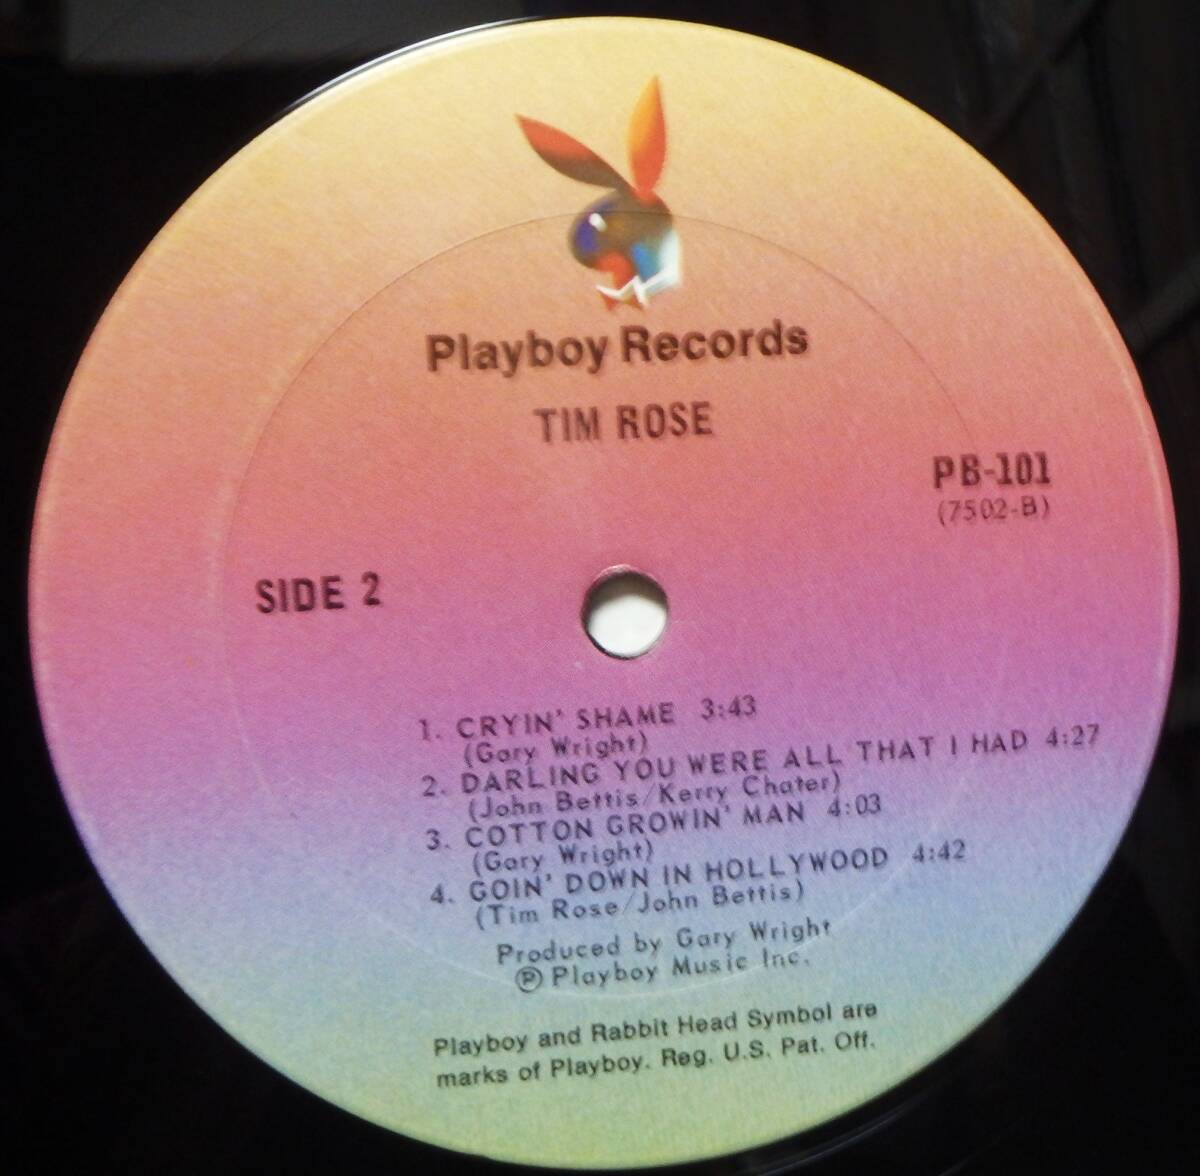 Playboy Records
TIM ROSE
PB-101
(7502-B)
SIDE 2
1. CRYIN' SHAME 3:43
(Gary Wright)
2. DARLING YOU WERE ALL THAT I HAD 4:27
(John Bettis/Kerry Chater)
3. COTTON GROWIN' MAN 4:03
(Gary Wright)
4. GOIN' DOWN IN HOLLYWOOD 4:42
(Tim Rose/John Bettis)
Produced by Gary Wright
Ⓟ Playboy Music Inc.
Playboy and Rabbit Head Symbol are
marks of Playboy. Reg. U.S. Pat. Off.